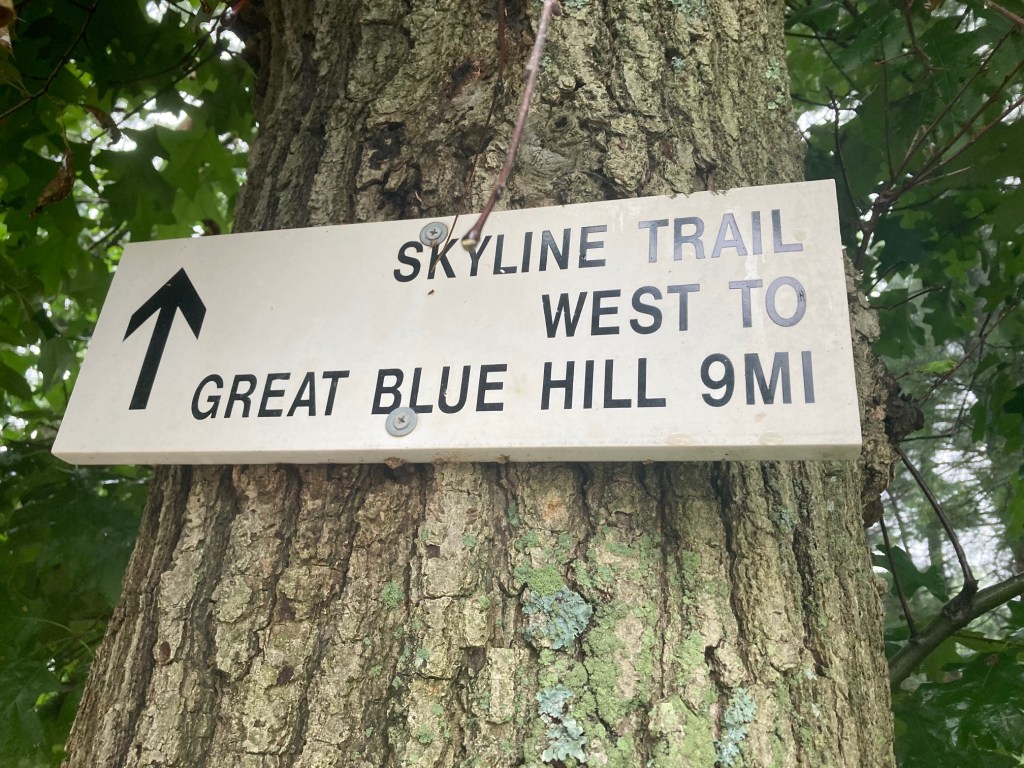 SKYLINE TRAIL
WEST TO
GREAT BLUE HILL 9MI